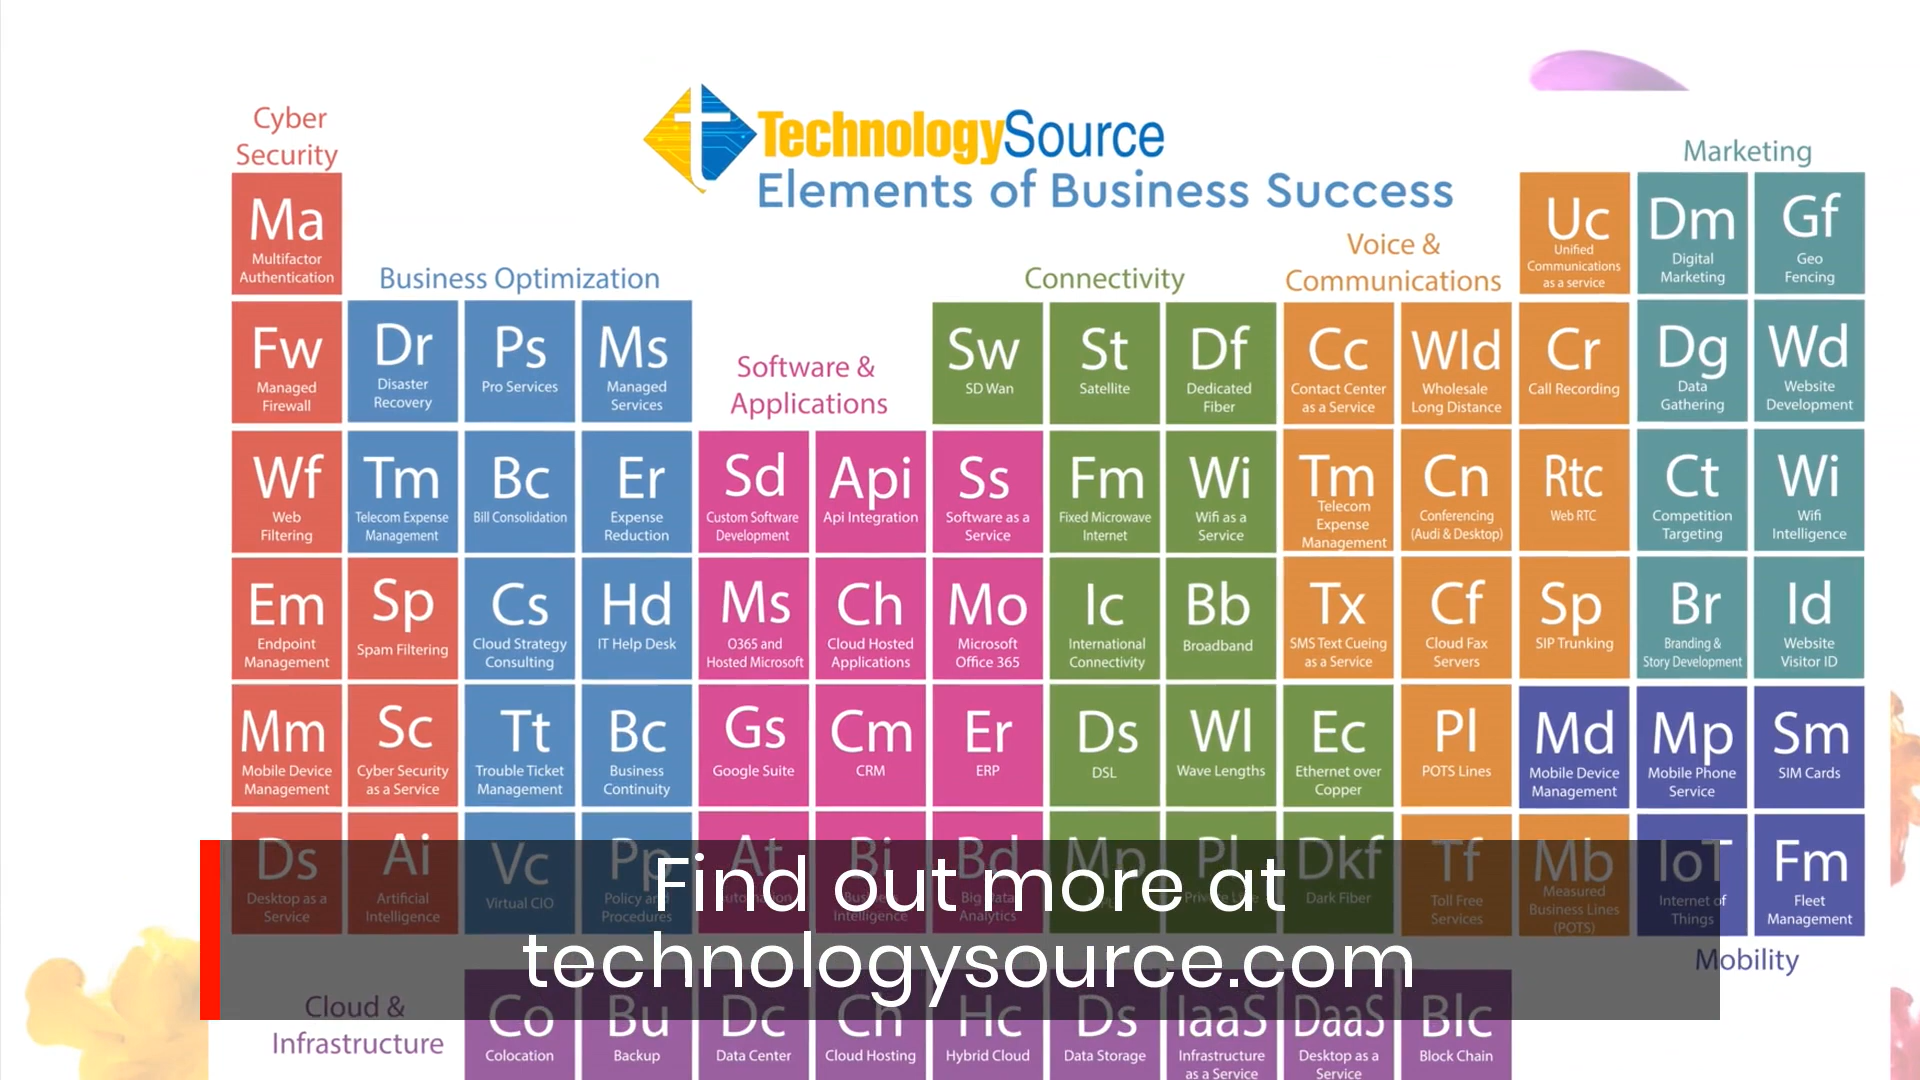 TechnologySource
Elements of Business Success
Cyber
Security
Business Optimization
Software &
Applications
Connectivity
Voice &
Communications
Marketing
Ma
Multifactor
Authentication
Uc
Unified
Communications
as a service
Dm
Digital
Marketing
Gf
Geo
Fencing
Fw
Managed
Firewall
Dr
Disaster
Recovery
Ps
Pro Services
Ms
Managed
Services
Sw
SD Wan
St
Satellite
Df
Dedicated
Fiber
Cc
Contact Center
as a Service
Wld
Wholesale
Long Distance
Cr
Call Recording
Dg
Data
Gathering
Wd
Website
Development
Wf
Web
Filtering
Tm
Telecom Expense
Management
Bc
Bill Consolidation
Er
Expense
Reduction
Sd
Custom Software
Development
Api
Api Integration
Ss
Software as a
Service
Fm
Fixed Microwave
Internet
Wi
Wifi as a
Service
Tm
Telecom
Expense
Management
Cn
Conferencing
(Audi & Desktop)
Rtc
Web RTC
Ct
Competition
Targeting
Wi
Wifi
Intelligence
Em
Endpoint
Management
Sp
Spam Filtering
Cs
Cloud Strategy
Consulting
Hd
IT Help Desk
Ms
O365 and
Hosted Microsoft
Ch
Cloud Hosted
Applications
Mo
Microsoft
Office 365
Ic
International
Connectivity
Bb
Broadband
Tx
SMS Text Cueing
as a Service
Cf
Cloud Fax
Servers
Sp
SIP Trunking
Br
Branding &
Story Development
Id
Website
Visitor ID
Mm
Mobile Device
Management
Sc
Cyber Security
as a Service
Tt
Trouble Ticket
Management
Bc
Business
Continuity
Gs
Google Suite
Cm
CRM
Er
ERP
Ds
DSL
Wl
Wave Lengths
Ec
Ethernet over
Copper
Pl
POTS Lines
Md
Mobile Device
Management
Mp
Mobile Phone
Service
Sm
SIM Cards
Ds
Desktop as a
Service
Ai
Artificial
Intelligence
Vc
Virtual CIO
Pp
Policy and
Procedures
At
Bi
Intelligence
Bd
Big Data
Analytics
Mp
Pl
Dkf
Dark Fiber
Tf
Toll Free
Services
Mb
Measured
Business Lines
(POTS)
IoT
Internet of
Things
Fm
Fleet
Management
Find out more at
technologysource.com
Mobility
Cloud &
Infrastructure
Co
Colocation
Bu
Backup
Dc
Data Center
Ch
Cloud Hosting
Hc
Hybrid Cloud
Ds
Data Storage
IaaS
Infrastructure
as a Service
DaaS
Desktop as a
Service
Blc
Block Chain